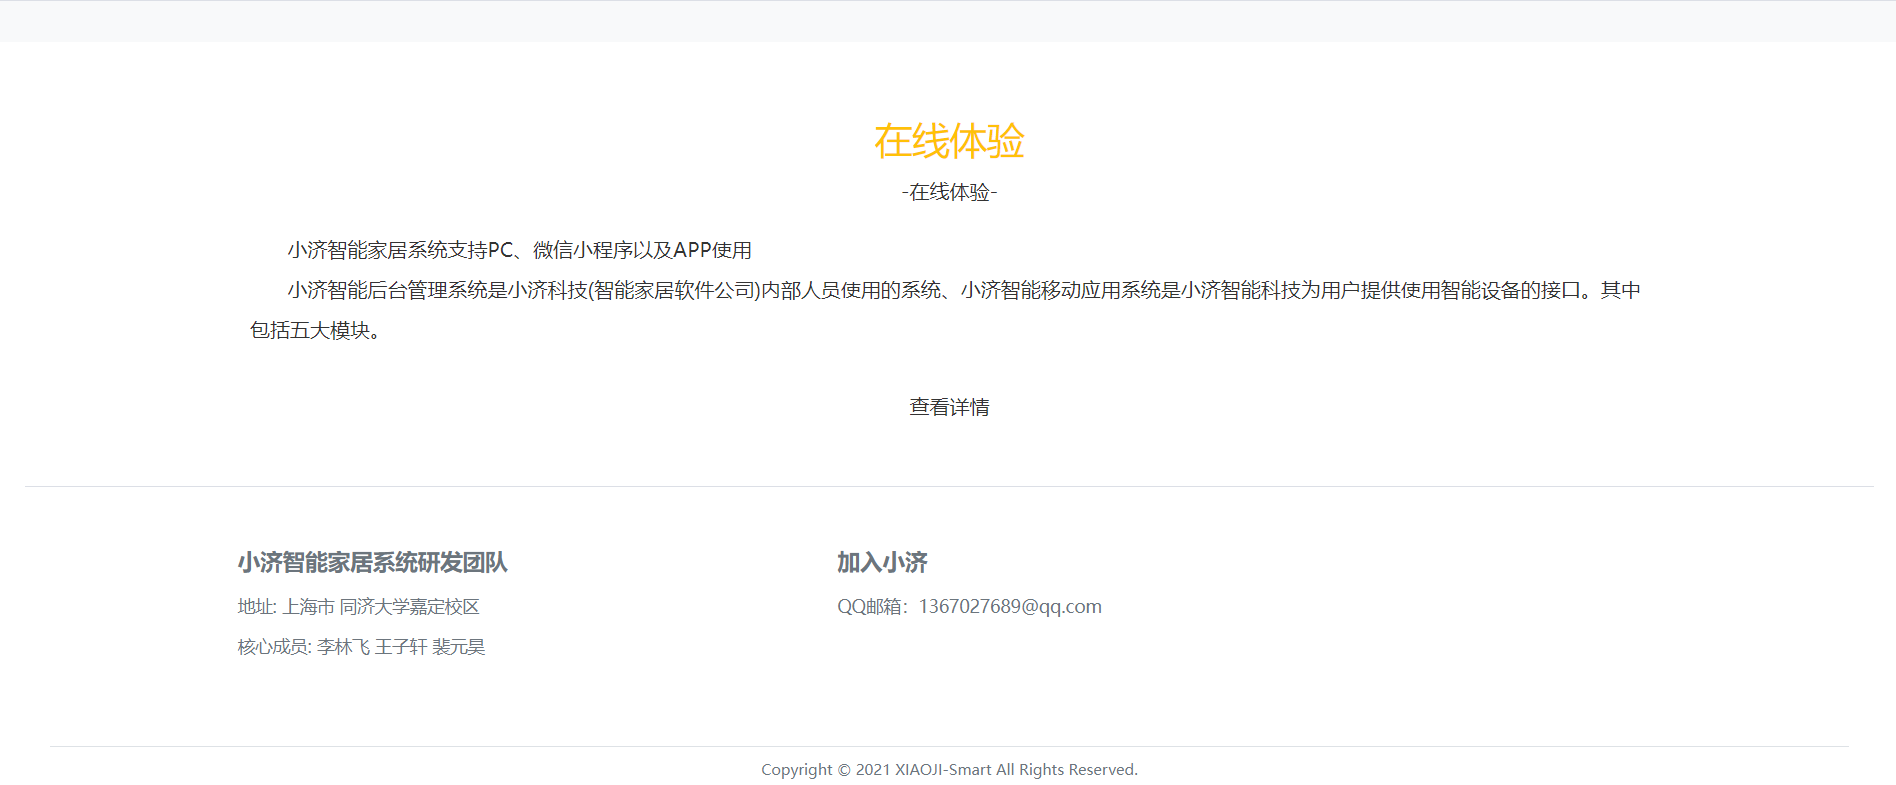 在线体验
-在线体验-
小济智能家居系统支持PC、微信小程序以及APP使用
小济智能后台管理系统是小济科技(智能家居软件公司)内部人员使用的系统、小济智能移动应用系统是小济智能科技为用户提供使用智能设备的接口。其中
包括五大模块。
查看详情
小济智能家居系统研发团队
地址: 上海市 同济大学嘉定校区
核心成员: 李林飞 王子轩 裴元昊
加入小济
QQ邮箱：1367027689@qq.com
Copyright © 2021 XIAOJI-Smart All Rights Reserved.